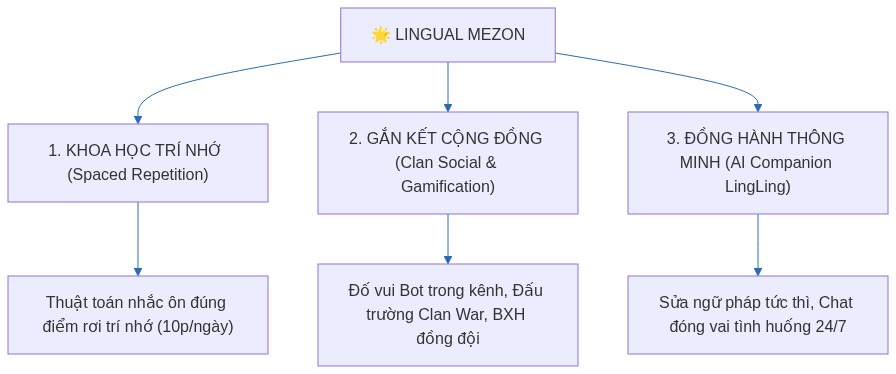 🌟 LINGUAL MEZON
1. KHOA HỌC TRÍ NHỚ
(Spaced Repetition)
2. GẮN KẾT CỘNG ĐỒNG
(Clan Social &
Gamification)
3. ĐỒNG HÀNH THÔNG
MINH (AI Companion
LingLing)
Thuật toán nhắc ôn đúng
điểm rơi trí nhớ (10p/ngày)
Đố vui Bot trong kênh, Đấu
trường Clan War, BXH
đồng đội
Sửa ngữ pháp tức thì, Chat
đóng vai tình huống 24/7